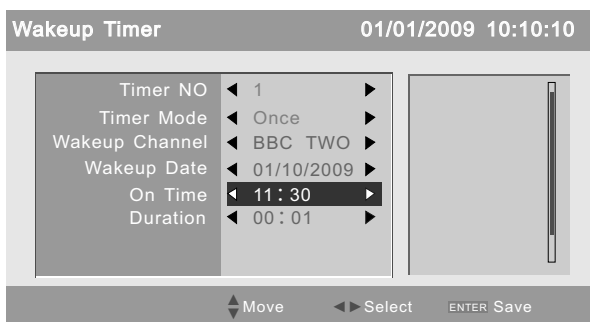 Wakeup Timer 01/01/2009 10:10:10
Timer NO 1
Timer Mode Once
Wakeup Channel BBC TWO
Wakeup Date 01/10/2009
On Time 11:30
Duration 00:01
Move Select ENTER Save